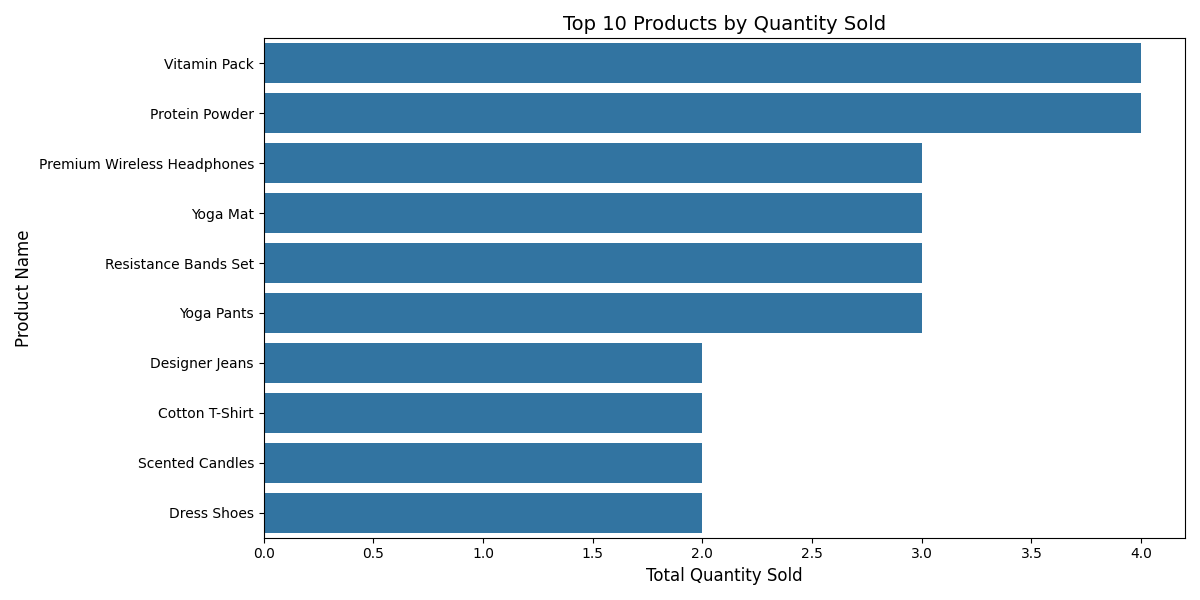 Top 10 Products by Quantity Sold
Product Name
Vitamin Pack
Protein Powder
Premium Wireless Headphones
Yoga Mat
Resistance Bands Set
Yoga Pants
Designer Jeans
Cotton T-Shirt
Scented Candles
Dress Shoes
0.0 0.5 1.0 1.5 2.0 2.5 3.0 3.5 4.0
Total Quantity Sold